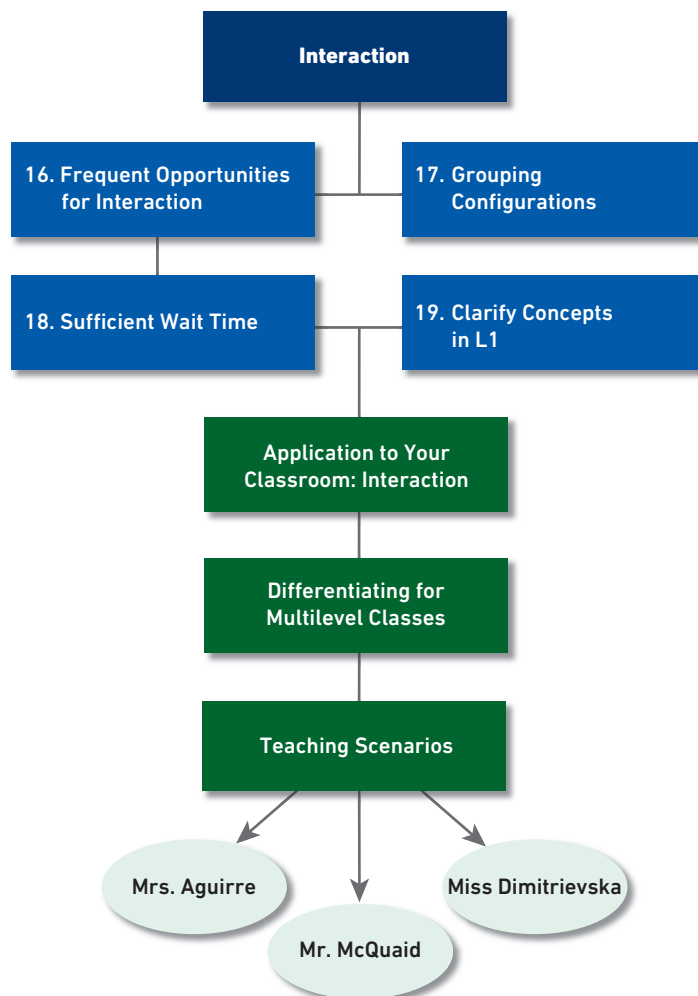 Interaction
16. Frequent Opportunities
for Interaction
17. Grouping
Configurations
18. Sufficient Wait Time
19. Clarify Concepts
in L1
Application to Your
Classroom: Interaction
Differentiating for
Multilevel Classes
Teaching Scenarios
Mrs. Aguirre
Mr. McQuaid
Miss Dimitrievska